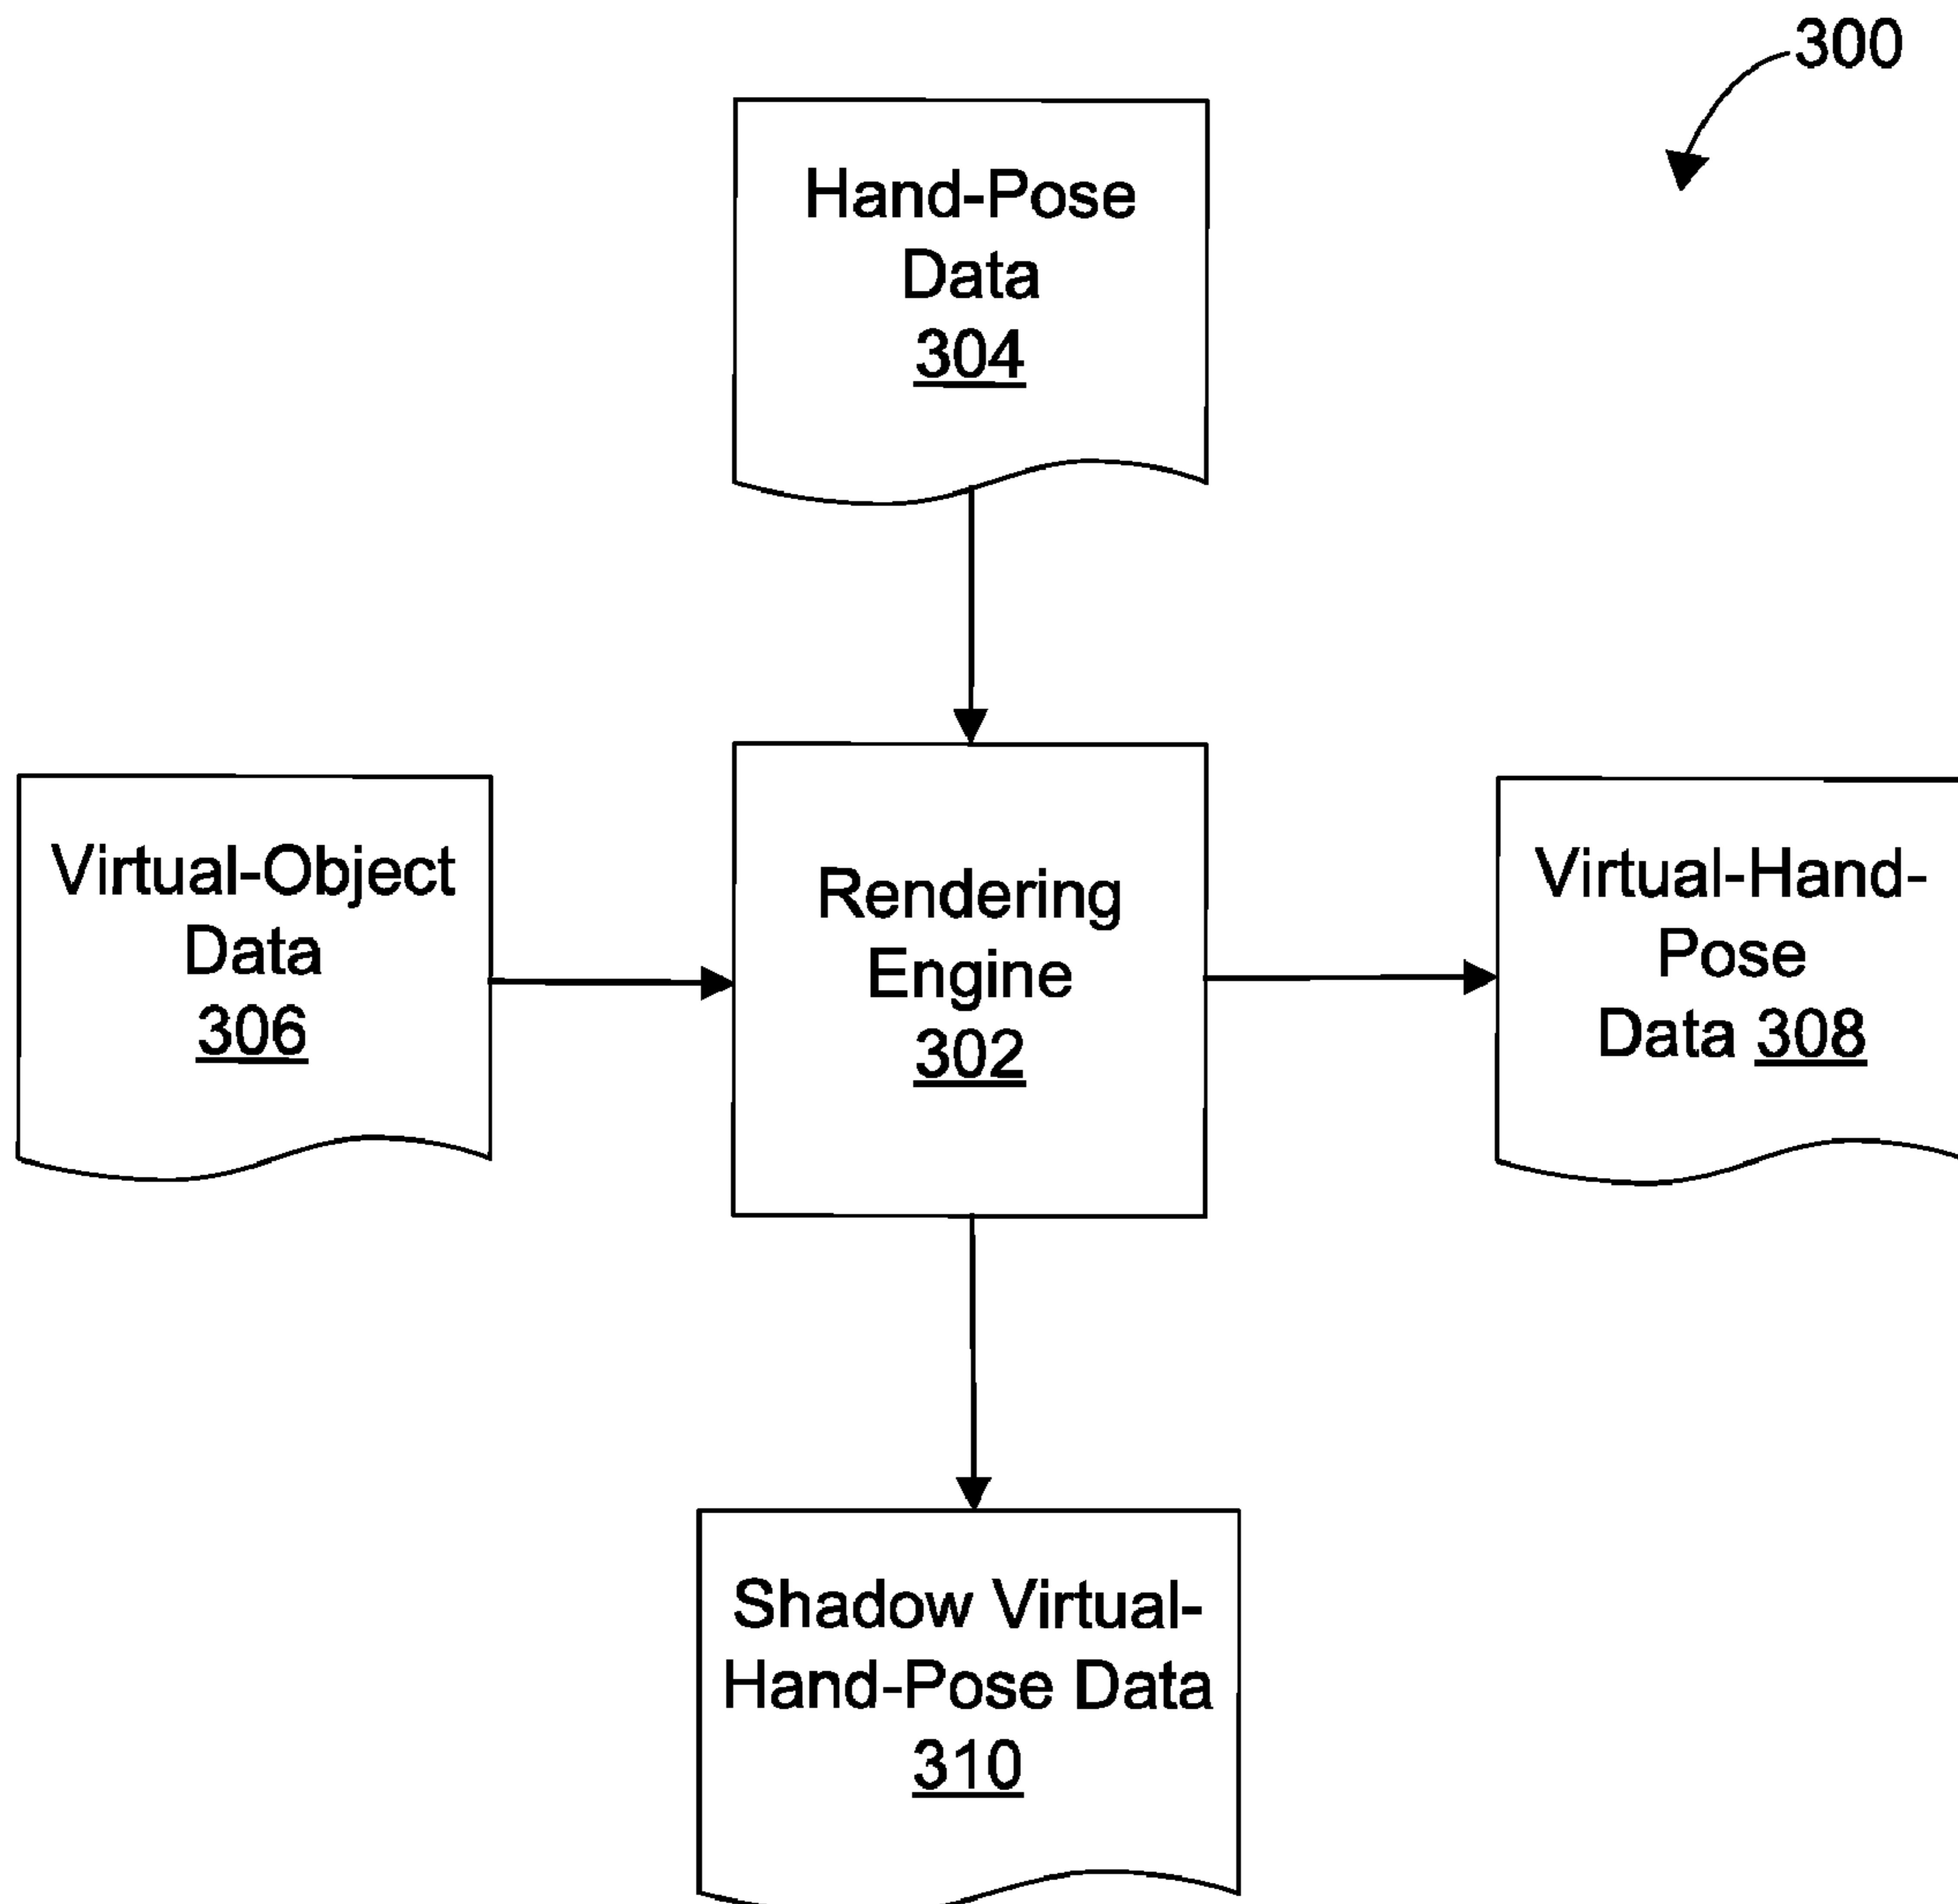 300
Hand-Pose
Data
304
Virtual-Object
Data
306
Rendering
Engine
302
Virtual-Hand-
Pose
Data 308
Shadow Virtual-
Hand-Pose Data
310